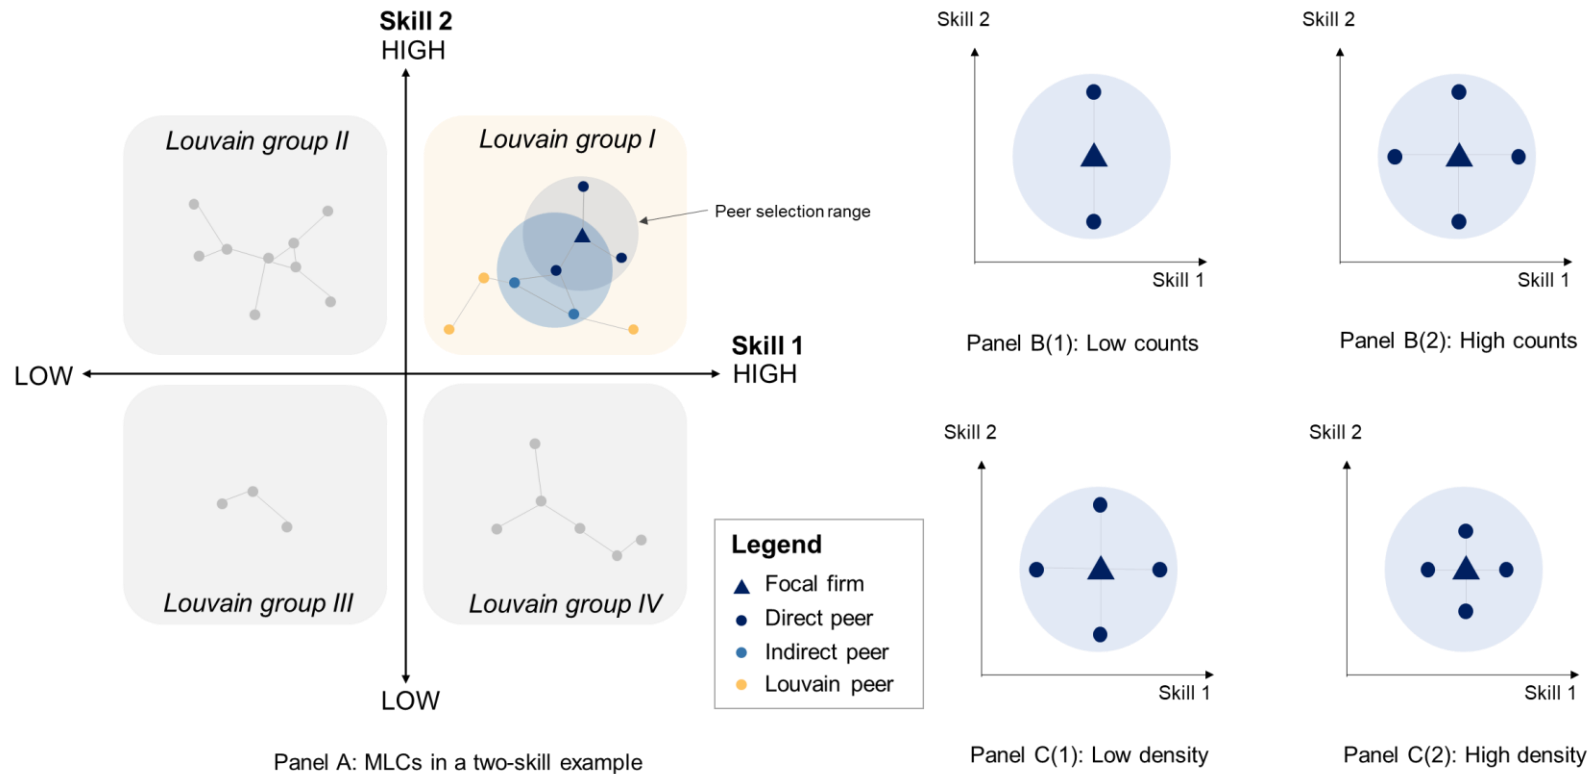 Skill 2
HIGH
Louvain group II
Louvain group I
Peer selection range
LOW
Skill 1
HIGH
Louvain group III
Louvain group IV
LOW
Legend
Focal firm
Direct peer
Indirect peer
Louvain peer
Panel A: MLCs in a two-skill example
Skill 2
Skill 1
Panel B(1): Low counts
Skill 2
Skill 1
Panel B(2): High counts
Skill 2
Skill 1
Panel C(1): Low density
Skill 2
Skill 1
Panel C(2): High density